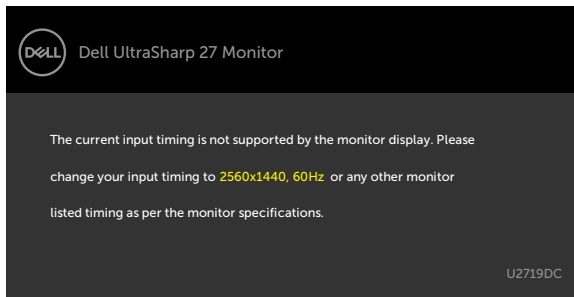 DELL
Dell UltraSharp 27 Monitor
The current input timing is not supported by the monitor display. Please
change your input timing to 2560x1440, 60Hz or any other monitor
listed timing as per the monitor specifications.
U2719DC